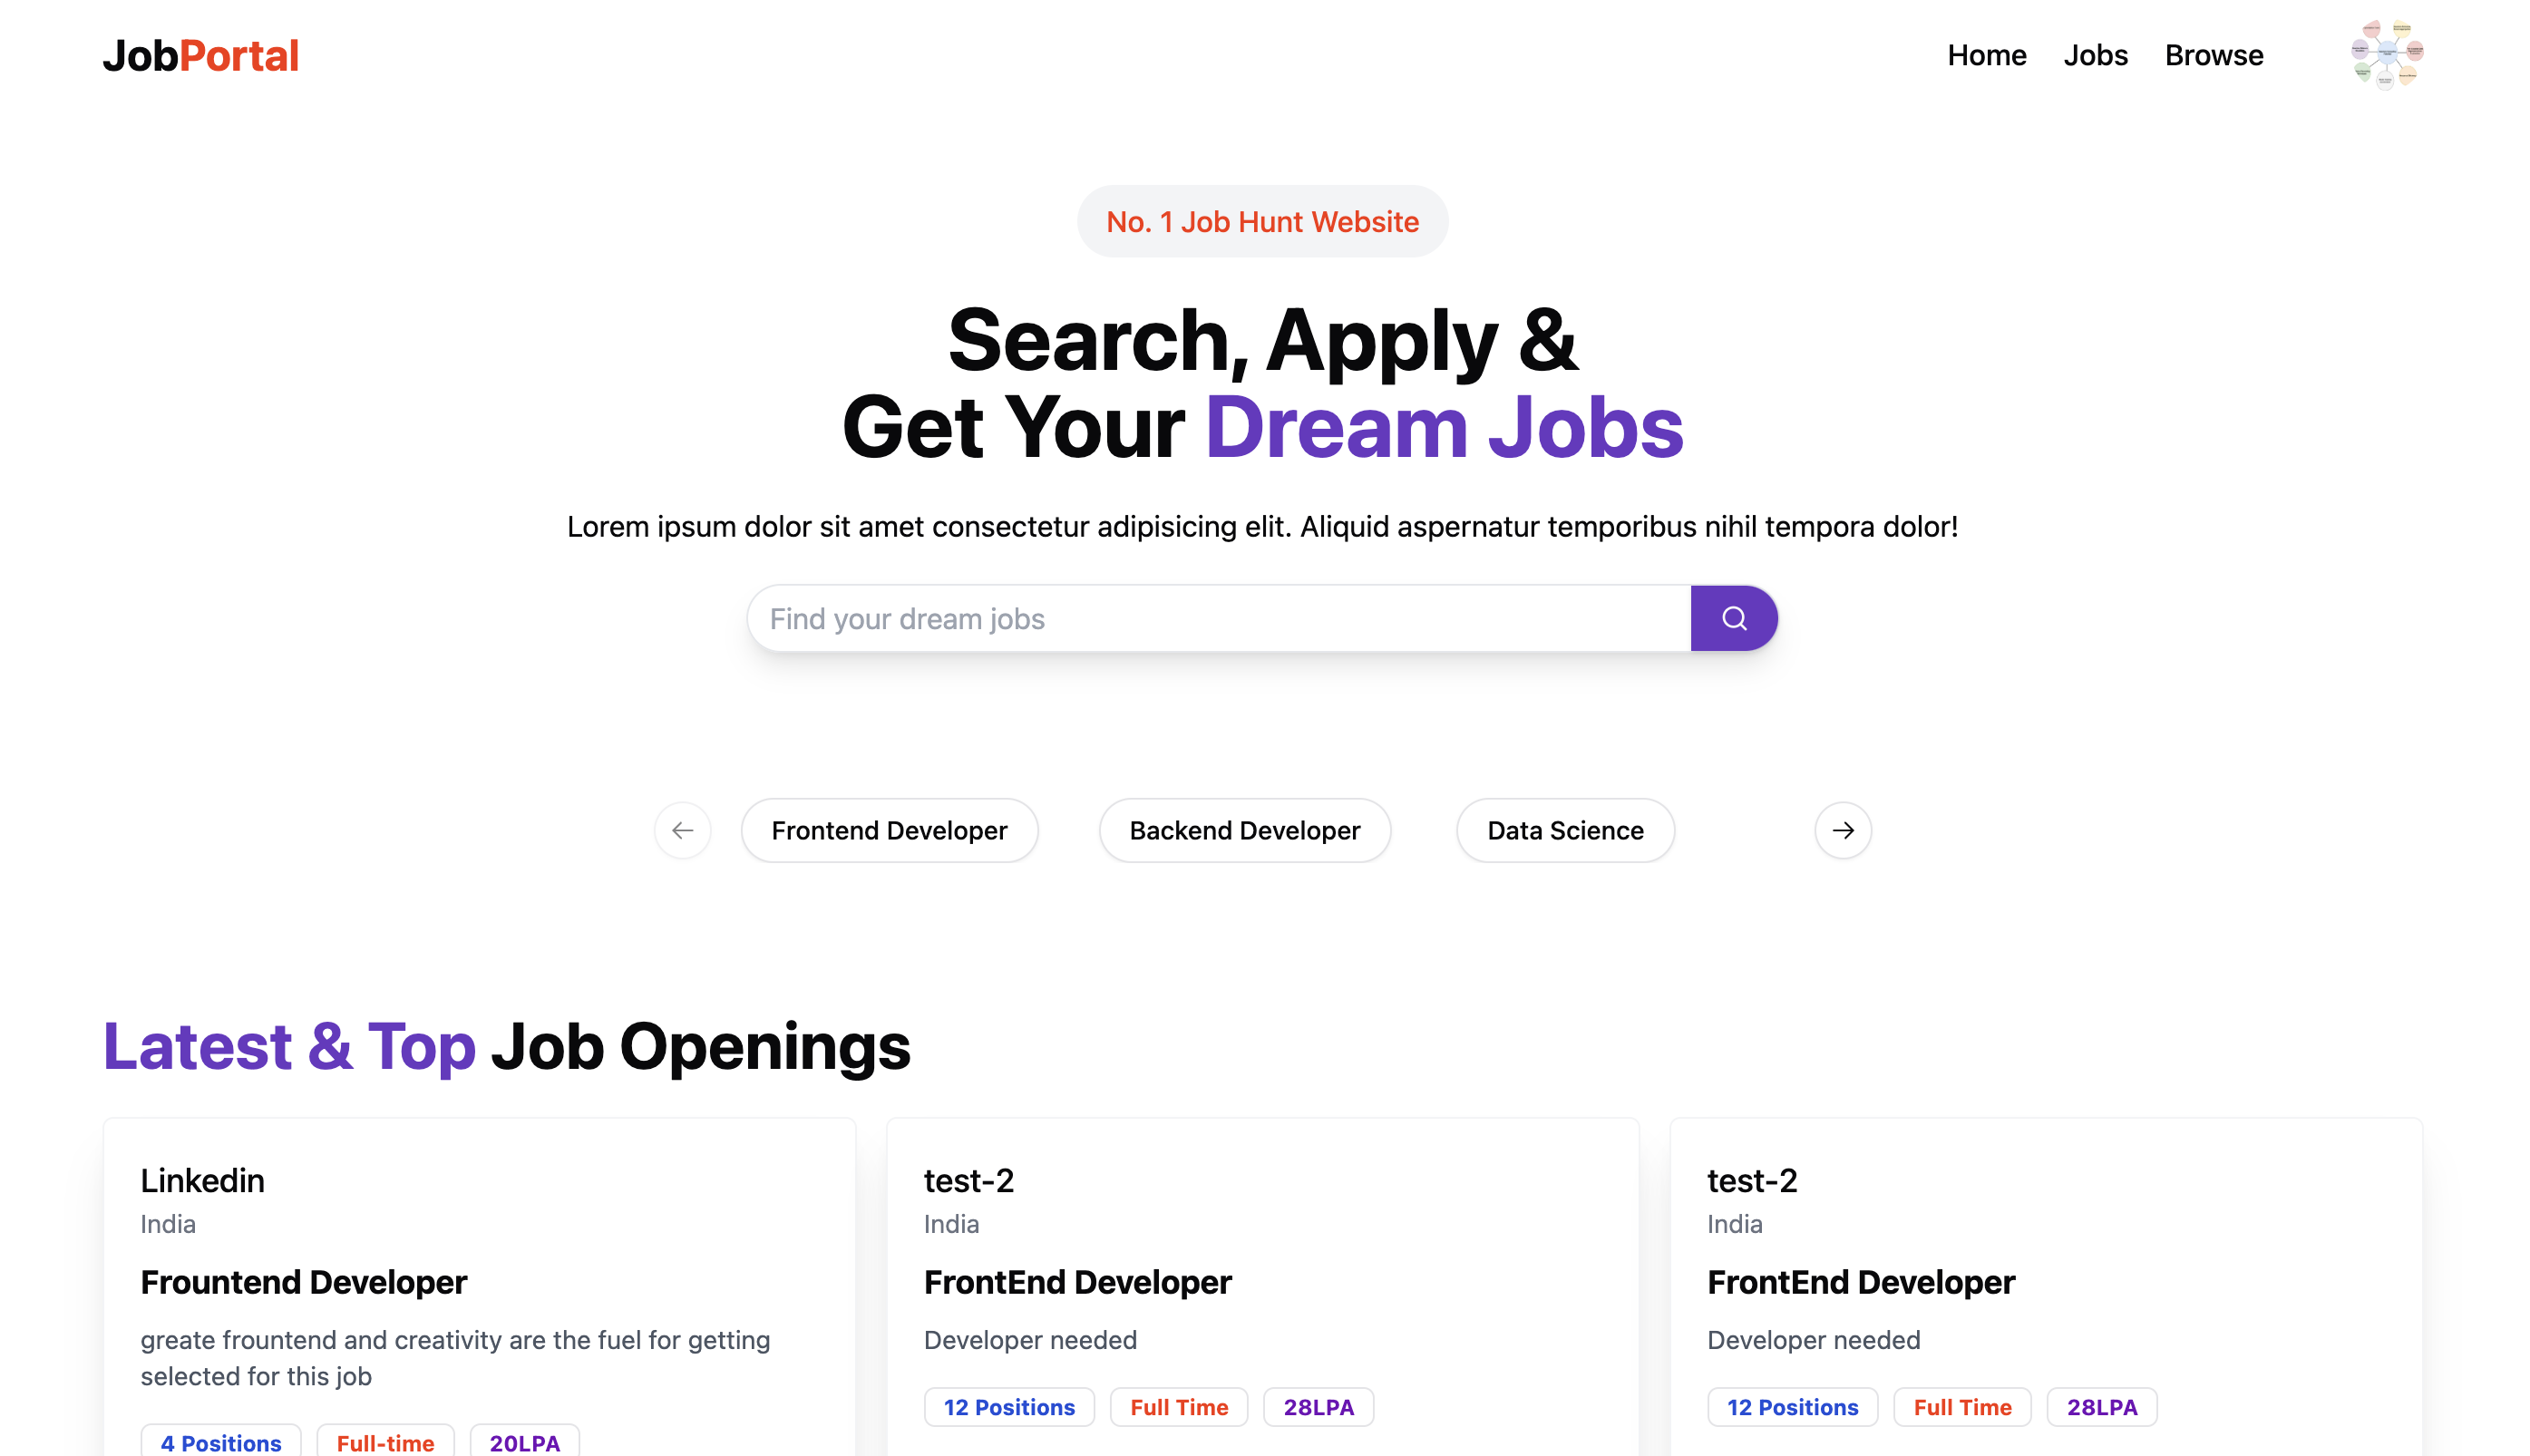 JobPortal
Home Jobs Browse
No. 1 Job Hunt Website
Search, Apply &
Get Your Dream Jobs
Lorem ipsum dolor sit amet consectetur adipisicing elit. Aliquid aspernatur temporibus nihil tempora dolor!
Find your dream jobs
Frontend Developer Backend Developer Data Science
Latest & Top Job Openings
Linkedin
India
Frountend Developer
greate frountend and creativity are the fuel for getting
selected for this job
4 Positions Full-time 20LPA
test-2
India
FrontEnd Developer
Developer needed
12 Positions Full Time 28LPA
test-2
India
FrontEnd Developer
Developer needed
12 Positions Full Time 28LPA